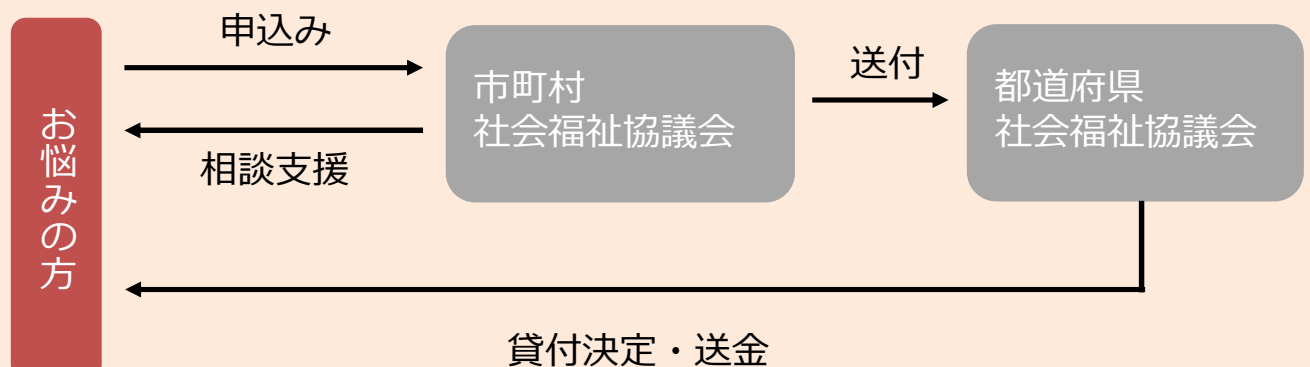 申込み
市町村
社会福祉協議会
送付
都道府県
社会福祉協議会
お悩みの方
相談支援
貸付決定・送金